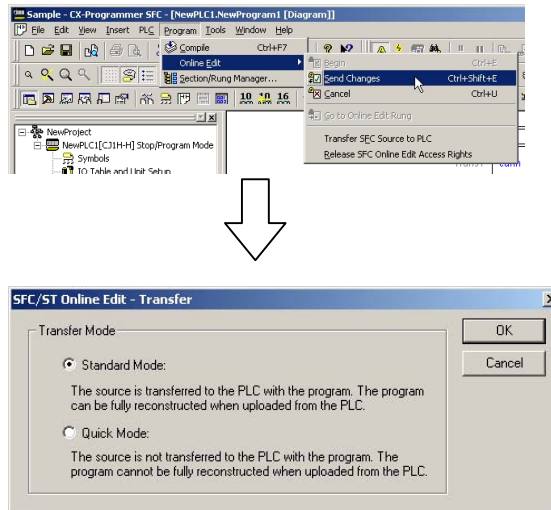 Sample - CX-Programmer SFC - [NewPLC1.NewProgram1 [Diagram]]
File Edit View Insert PLC Program Tools Window Help
Compile Ctrl+F7
Online Edit
Section/Rung Manager...
Begin Ctrl+E
Send Changes Ctrl+Shift+E
Cancel Ctrl+U
Go to Online Edit Rung
Transfer SFC Source to PLC
Release SFC Online Edit Access Rights
10 10 16
NewProject
NewPLC1[CJ1H-H] Stop/Program Mode
Symbols
IO Table and Unit Setup
SFC/ST Online Edit - Transfer
Transfer Mode
OK
Cancel
Standard Mode:
The source is transferred to the PLC with the program. The program
can be fully reconstructed when uploaded from the PLC.
Quick Mode:
The source is not transferred to the PLC with the program. The
program cannot be fully reconstructed when uploaded from the PLC.